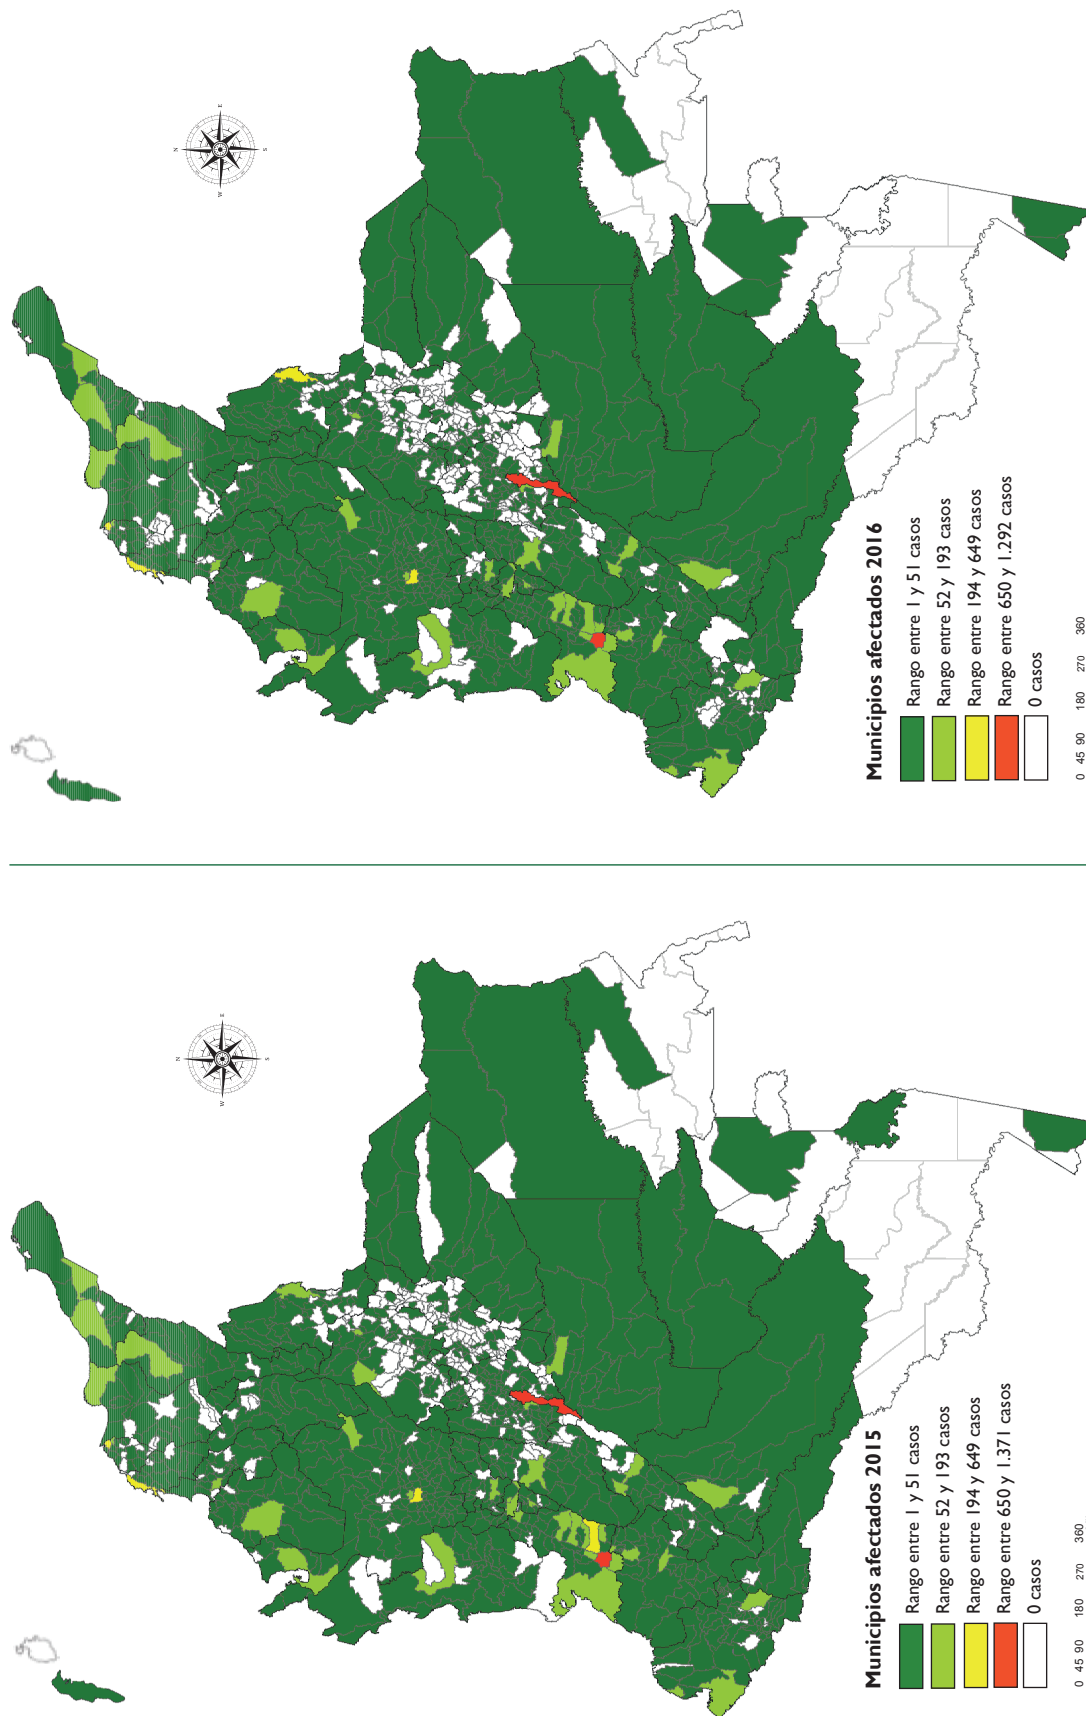 N
E
S
W
Municipios afectados 2015
Rango entre 1 y 51 casos
Rango entre 52 y 193 casos
Rango entre 194 y 649 casos
Rango entre 650 y 1.371 casos
0 casos
0 45 90 180 270 360
N
E
S
W
Municipios afectados 2016
Rango entre 1 y 51 casos
Rango entre 52 y 193 casos
Rango entre 194 y 649 casos
Rango entre 650 y 1.292 casos
0 casos
0 45 90 180 270 360